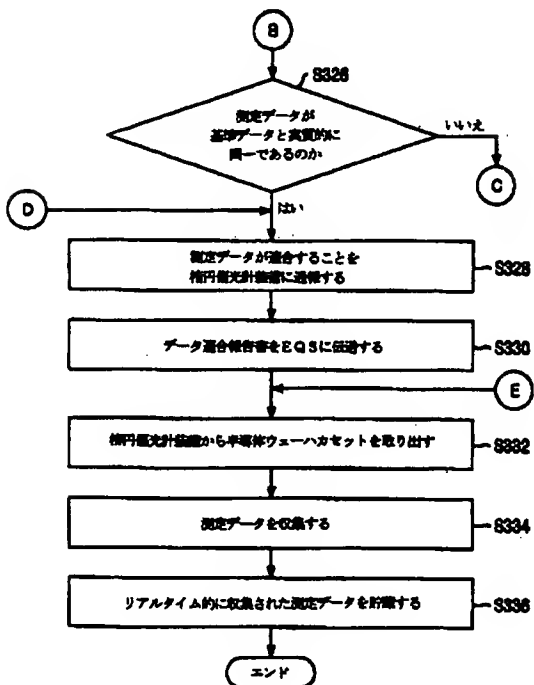 B
S326
測定データが
基準データと実質的に
同一であるのか
いいえ
C
D
はい
測定データが適合することを
楕円偏光計装置に通報する
S328
データ適合報告書をEQSに伝送する
S330
E
楕円偏光計装置から半導体ウェーハカセットを取り出す
S332
測定データを収集する
S334
リアルタイム的に収集された測定データを貯蔵する
S336
エンド